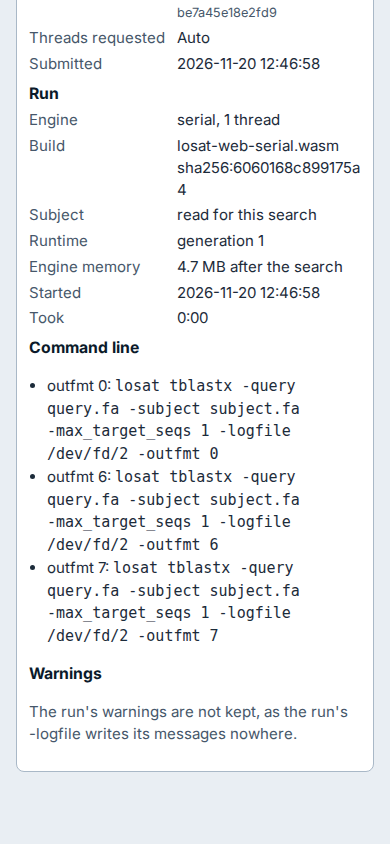 be7a45e18e2fd9
Threads requested Auto
Submitted 2026-11-20 12:46:58
Run
Engine serial, 1 thread
Build losat-web-serial.wasm
sha256:6060168c899175a
4
Subject read for this search
Runtime generation 1
Engine memory 4.7 MB after the search
Started 2026-11-20 12:46:58
Took 0:00
Command line
• outfmt 0: losat tblastx -query
query.fa -subject subject.fa
-max_target_seqs 1 -logfile
/dev/fd/2 -outfmt 0
• outfmt 6: losat tblastx -query
query.fa -subject subject.fa
-max_target_seqs 1 -logfile
/dev/fd/2 -outfmt 6
• outfmt 7: losat tblastx -query
query.fa -subject subject.fa
-max_target_seqs 1 -logfile
/dev/fd/2 -outfmt 7
Warnings
The run's warnings are not kept, as the run's
-logfile writes its messages nowhere.